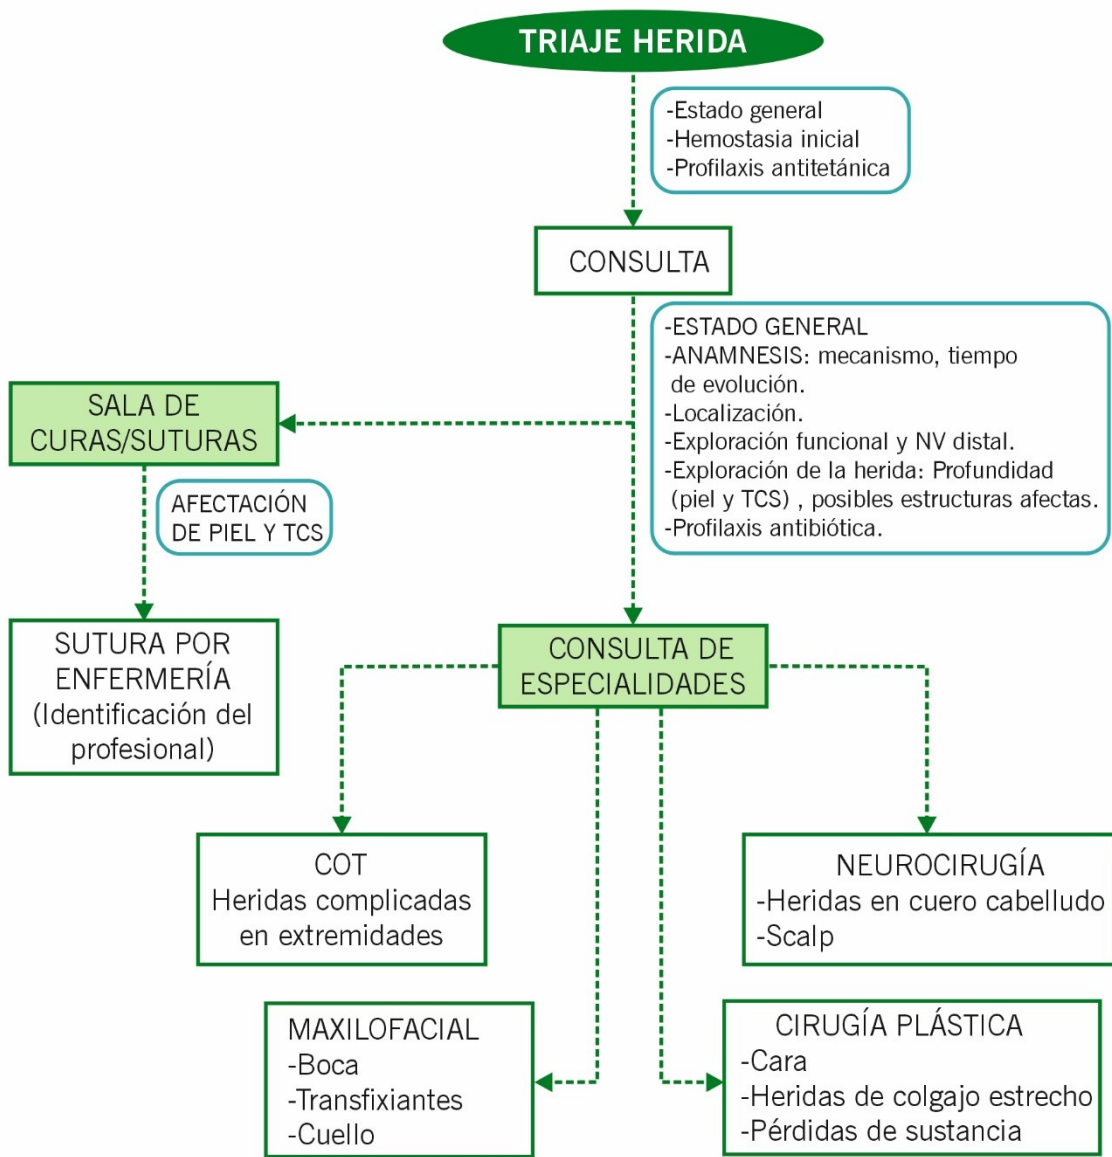 TRIAJE HERIDA
-Estado general
-Hemostasia inicial
-Profilaxis antitetánica
CONSULTA
-ESTADO GENERAL
-ANAMNESIS: mecanismo, tiempo
de evolución.
-Localización.
-Exploración funcional y NV distal.
-Exploración de la herida: Profundidad
(piel y TCS) , posibles estructuras afectas.
-Profilaxis antibiótica.
SALA DE
CURAS/SUTURAS
AFECTACIÓN
DE PIEL Y TCS
SUTURA POR
ENFERMERÍA
(Identificación del
profesional)
CONSULTA DE
ESPECIALIDADES
COT
Heridas complicadas
en extremidades
NEUROCIRUGÍA
-Heridas en cuero cabelludo
-Scalp
MAXILOFACIAL
-Boca
-Transfixiantes
-Cuello
CIRUGÍA PLÁSTICA
-Cara
-Heridas de colgajo estrecho
-Pérdidas de sustancia